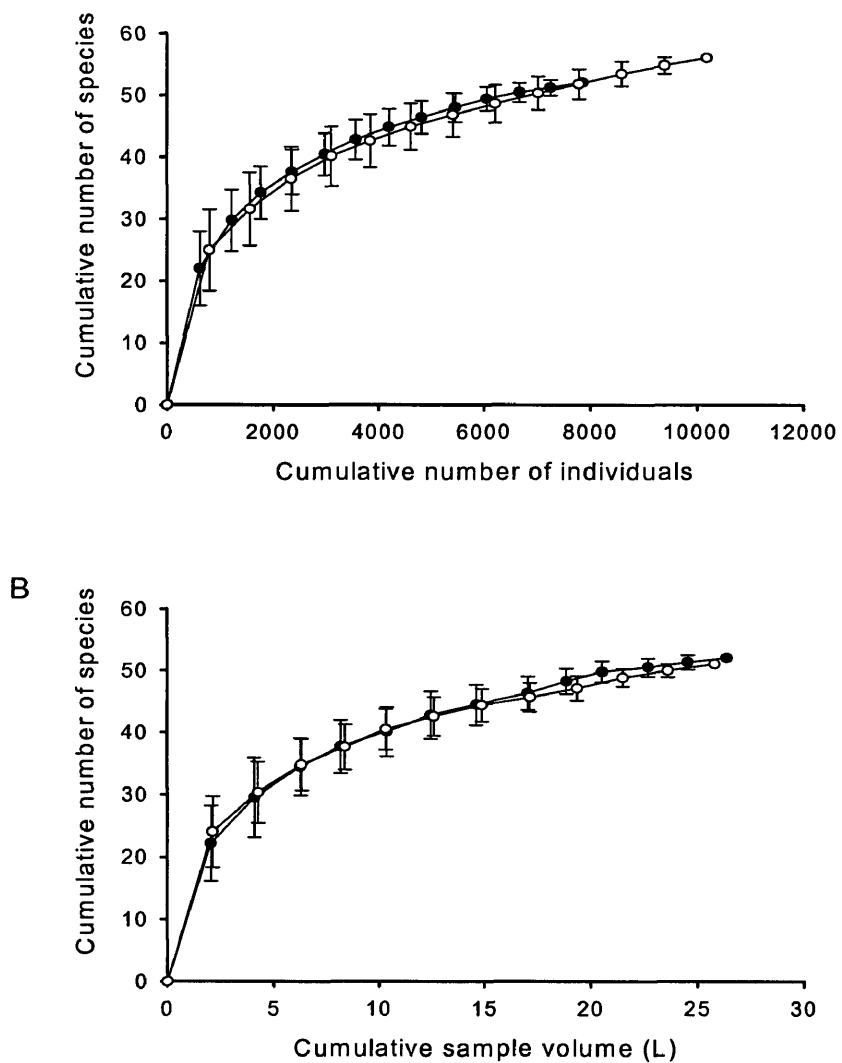 Cumulative number of species
60
50
40
30
20
10
0
0 2000 4000 6000 8000 10000 12000
Cumulative number of individuals
B
Cumulative number of species
60
50
40
30
20
10
0
0 5 10 15 20 25 30
Cumulative sample volume (L)